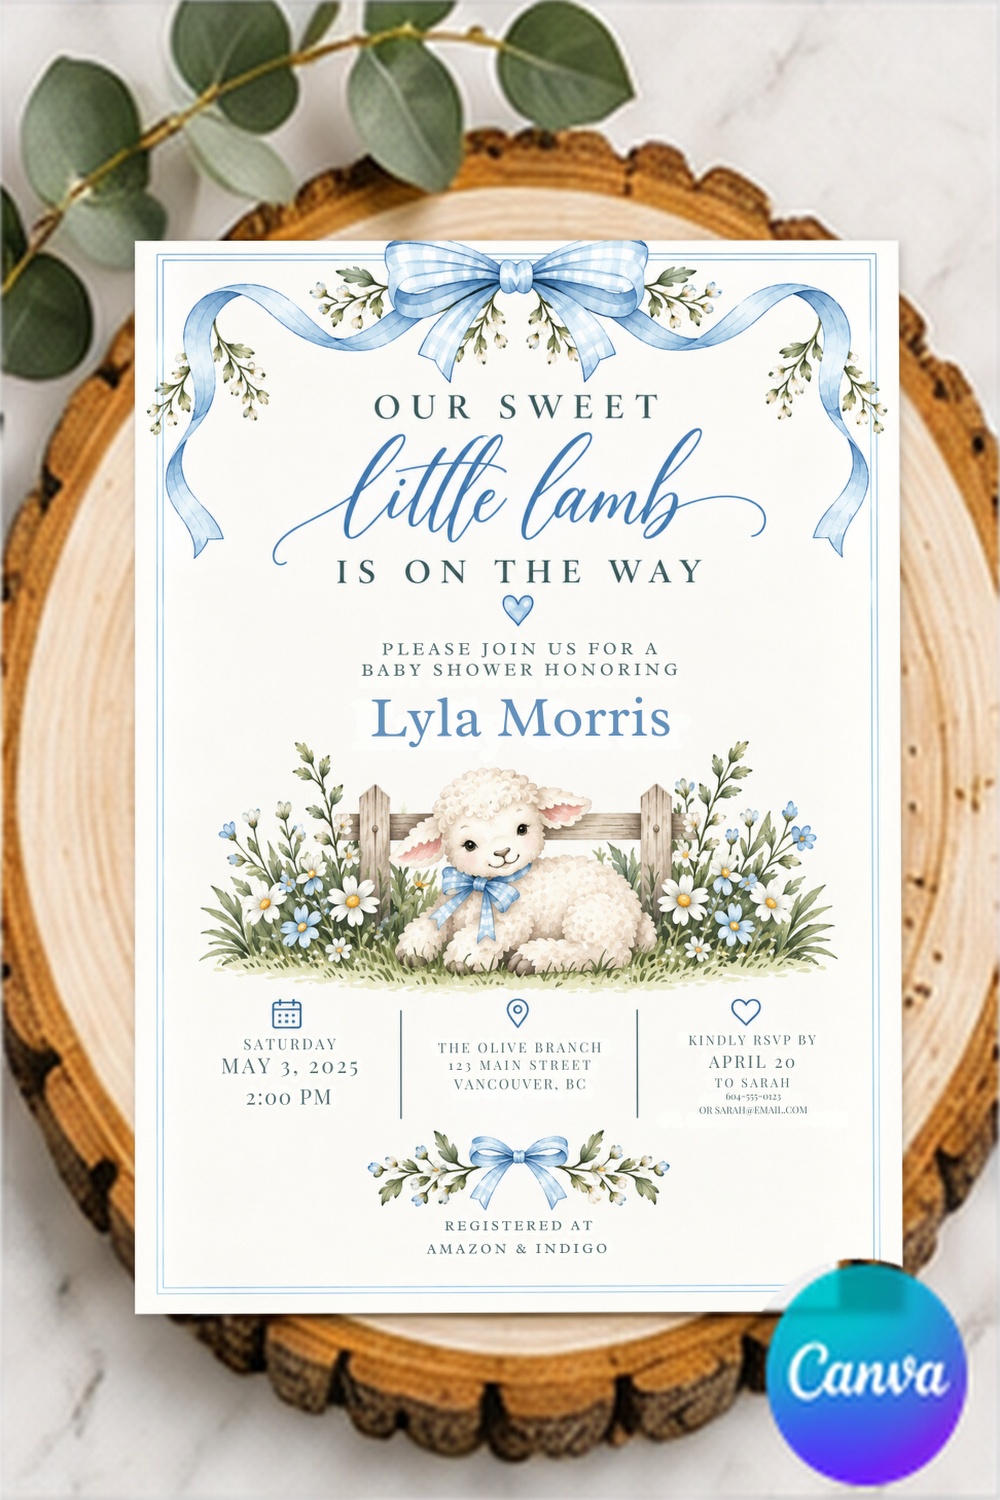 OUR SWEET
little lamb
IS ON THE WAY
PLEASE JOIN US FOR A
BABY SHOWER HONORING
Lyla Morris
SATURDAY
MAY 3, 2025
2:00 PM
THE OLIVE BRANCH
123 MAIN STREET
VANCOUVER, BC
KINDLY RSVP BY
APRIL 20
TO SARAH
604-555-0123
OR SARAH@EMAIL.COM
REGISTERED AT
AMAZON & INDIGO
Canva